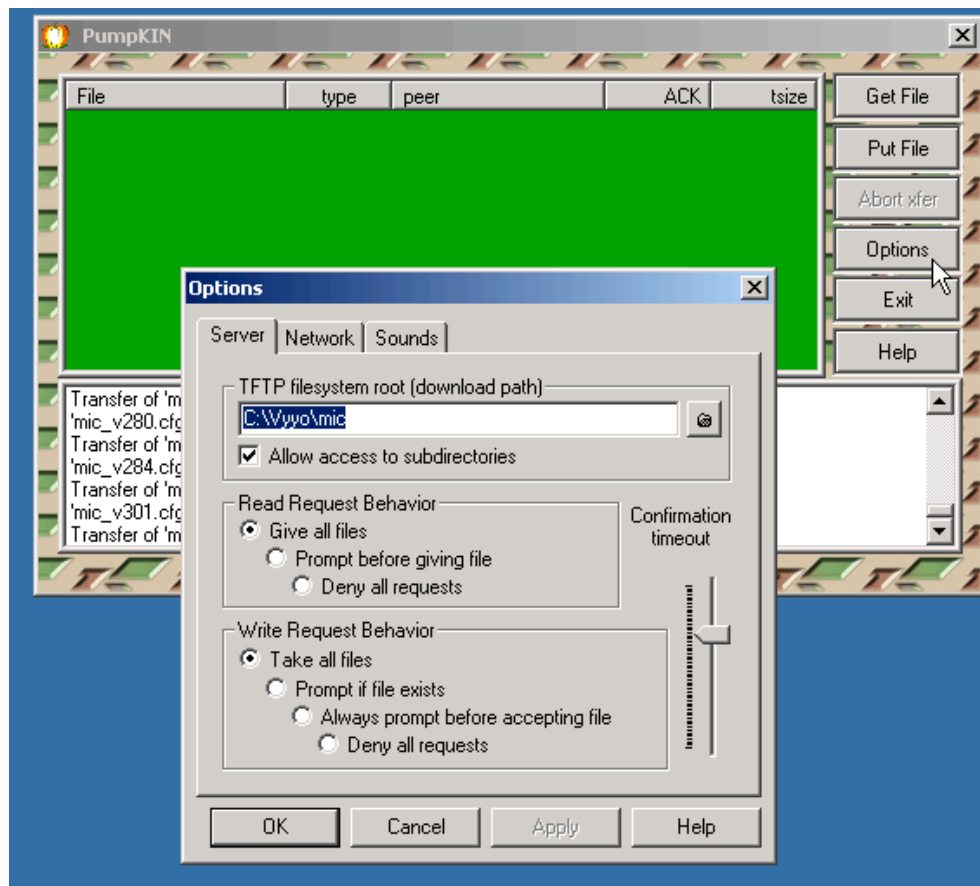 PumpKIN
File type peer ACK tsize
Get File
Put File
Abort xfer
Options
Exit
Help
Transfer of 'm
'mic_v280.cfg
Transfer of 'm
'mic_v284.cfg
Transfer of 'm
'mic_v301.cfg
Transfer of 'm
Options
Server Network Sounds
TFTP filesystem root (download path)
C:\Vyyo\mic
Allow access to subdirectories
Read Request Behavior
Give all files
Prompt before giving file
Deny all requests
Confirmation
timeout
Write Request Behavior
Take all files
Prompt if file exists
Always prompt before accepting file
Deny all requests
OK Cancel Apply Help